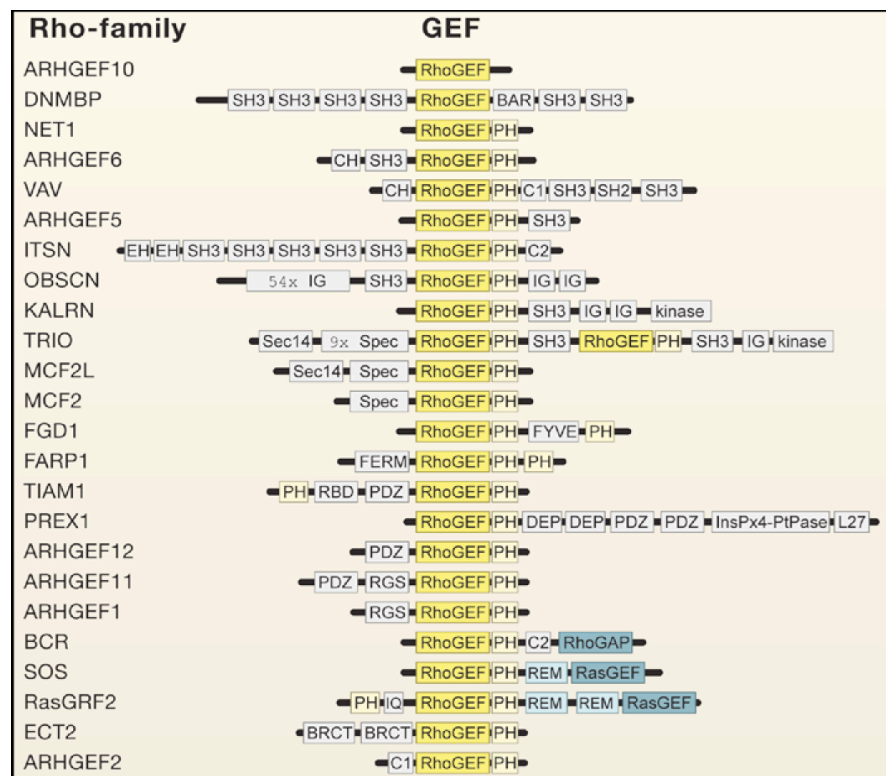 Rho-family GEF
ARHGEF10 RhoGEF
DNMBP SH3 SH3 SH3 SH3 RhoGEF BAR SH3 SH3
NET1 RhoGEF PH
ARHGEF6 CH SH3 RhoGEF PH
VAV CH RhoGEF PH C1 SH3 SH2 SH3
ARHGEF5 RhoGEF PH SH3
ITSN EH EH SH3 SH3 SH3 SH3 SH3 RhoGEF PH C2
OBSCN 54x IG SH3 RhoGEF PH IG IG
KALRN RhoGEF PH SH3 IG IG kinase
TRIO Sec14 9x Spec RhoGEF PH SH3 RhoGEF PH SH3 IG kinase
MCF2L Sec14 Spec RhoGEF PH
MCF2 Spec RhoGEF PH
FGD1 RhoGEF PH FYVE PH
FARP1 FERM RhoGEF PH PH
TIAM1 PH RBD PDZ RhoGEF PH
PREX1 RhoGEF PH DEP DEP PDZ PDZ InsPx4-PtPase L27
ARHGEF12 PDZ RhoGEF PH
ARHGEF11 PDZ RGS RhoGEF PH
ARHGEF1 RGS RhoGEF PH
BCR RhoGEF PH C2 RhoGAP
SOS RhoGEF PH REM RasGEF
RasGRF2 PH IQ RhoGEF PH REM REM RasGEF
ECT2 BRCT BRCT RhoGEF PH
ARHGEF2 C1 RhoGEF PH